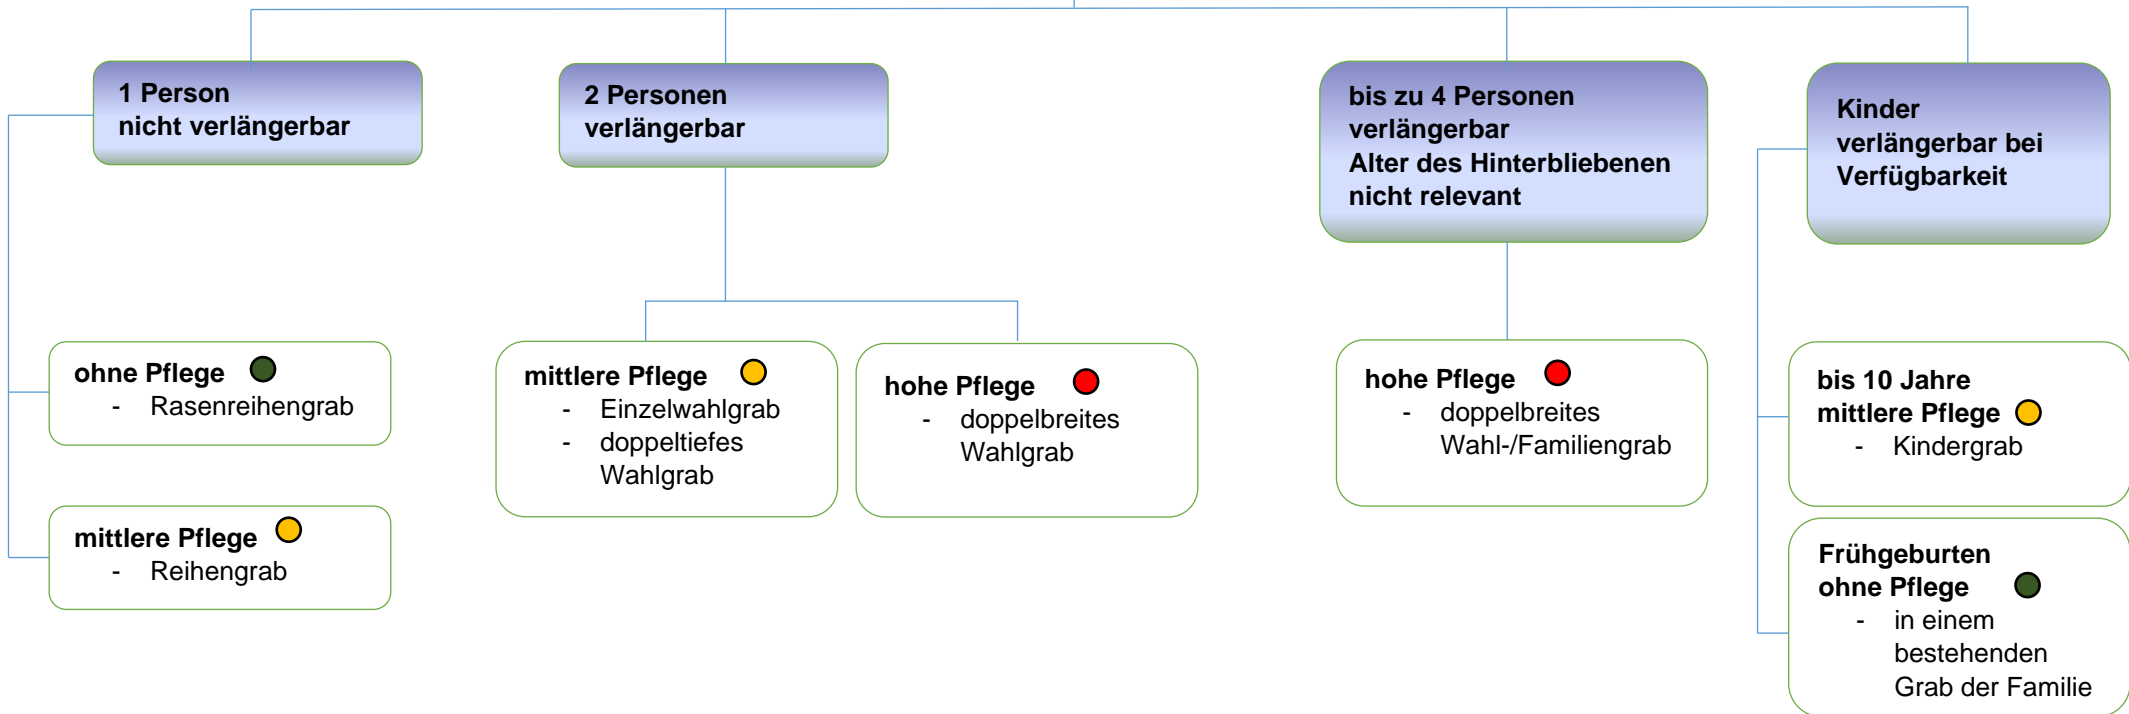 1 Person
nicht verlängerbar
2 Personen
verlängerbar
bis zu 4 Personen
verlängerbar
Alter des Hinterbliebenen
nicht relevant
Kinder
verlängerbar bei
Verfügbarkeit
ohne Pflege
- Rasenreihengrab
mittlere Pflege
- Reihengrab
mittlere Pflege
- Einzelwahlgrab
- doppeltiefes
Wahlgrab
hohe Pflege
- doppelbreites
Wahlgrab
hohe Pflege
- doppelbreites
Wahl-/Familiengrab
bis 10 Jahre
mittlere Pflege
- Kindergrab
Frühgeburten
ohne Pflege
- in einem
bestehenden
Grab der Familie